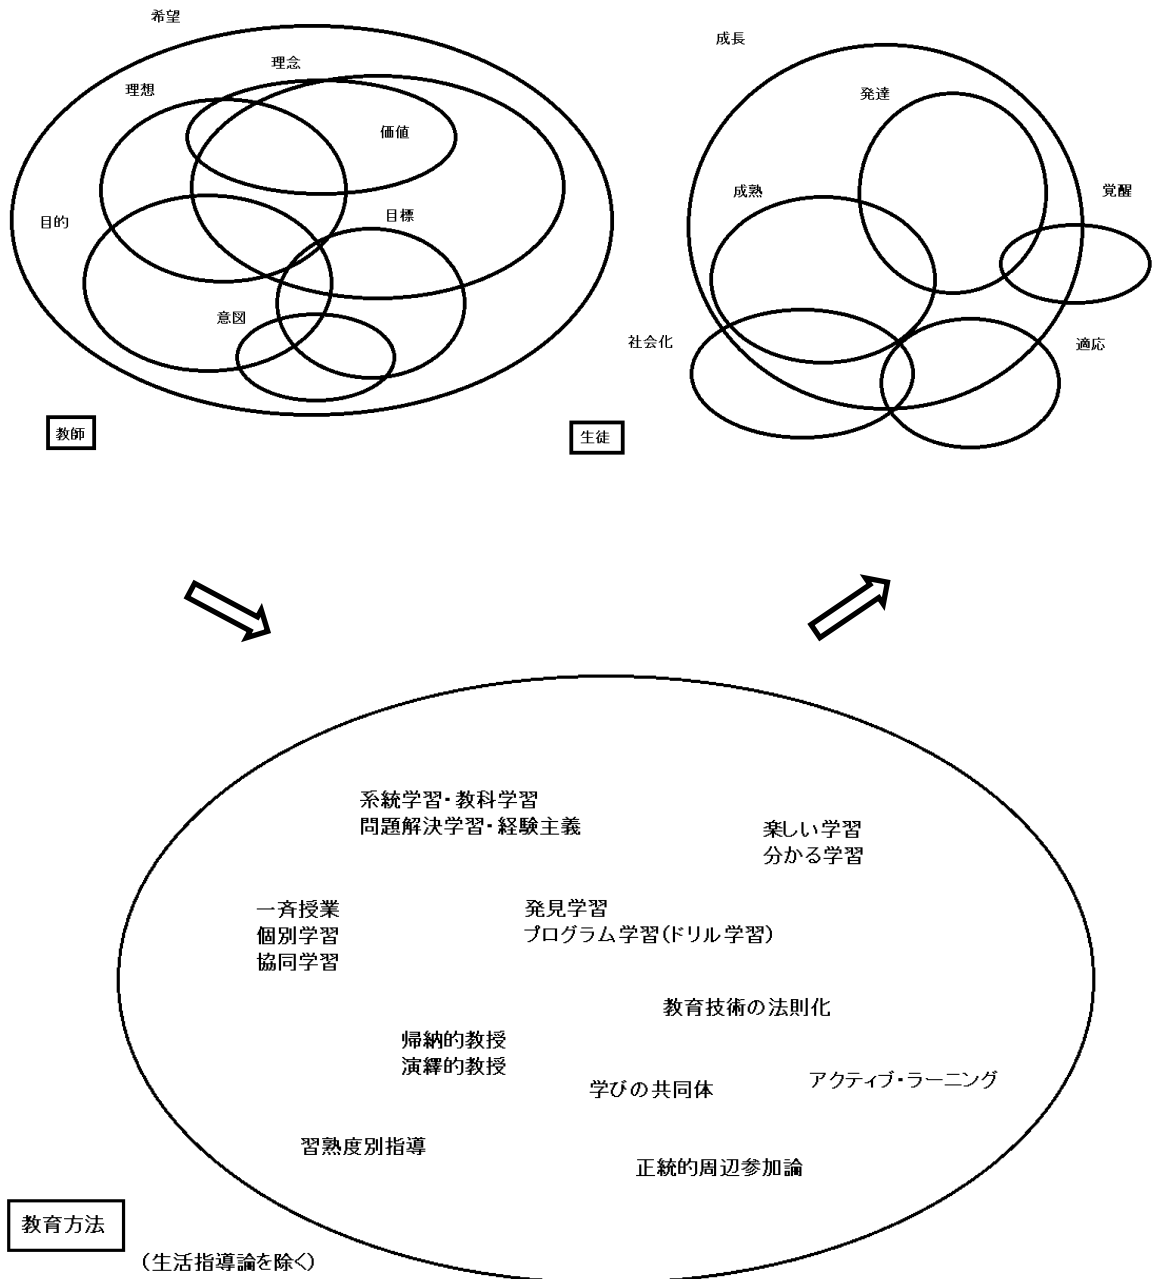 希望
理念
理想
価値
目的
目標
意図
教師
成長
発達
成熟
覚醒
社会化
適応
生徒
系統学習・教科学習
問題解決学習・経験主義
楽しい学習
分かる学習
一斉授業
個別学習
協同学習
発見学習
プログラム学習(ドリル学習)
教育技術の法則化
帰納的教授
演繹的教授
学びの共同体
アクティブ・ラーニング
習熟度別指導
正統的周辺参加論
教育方法
(生活指導論を除く)